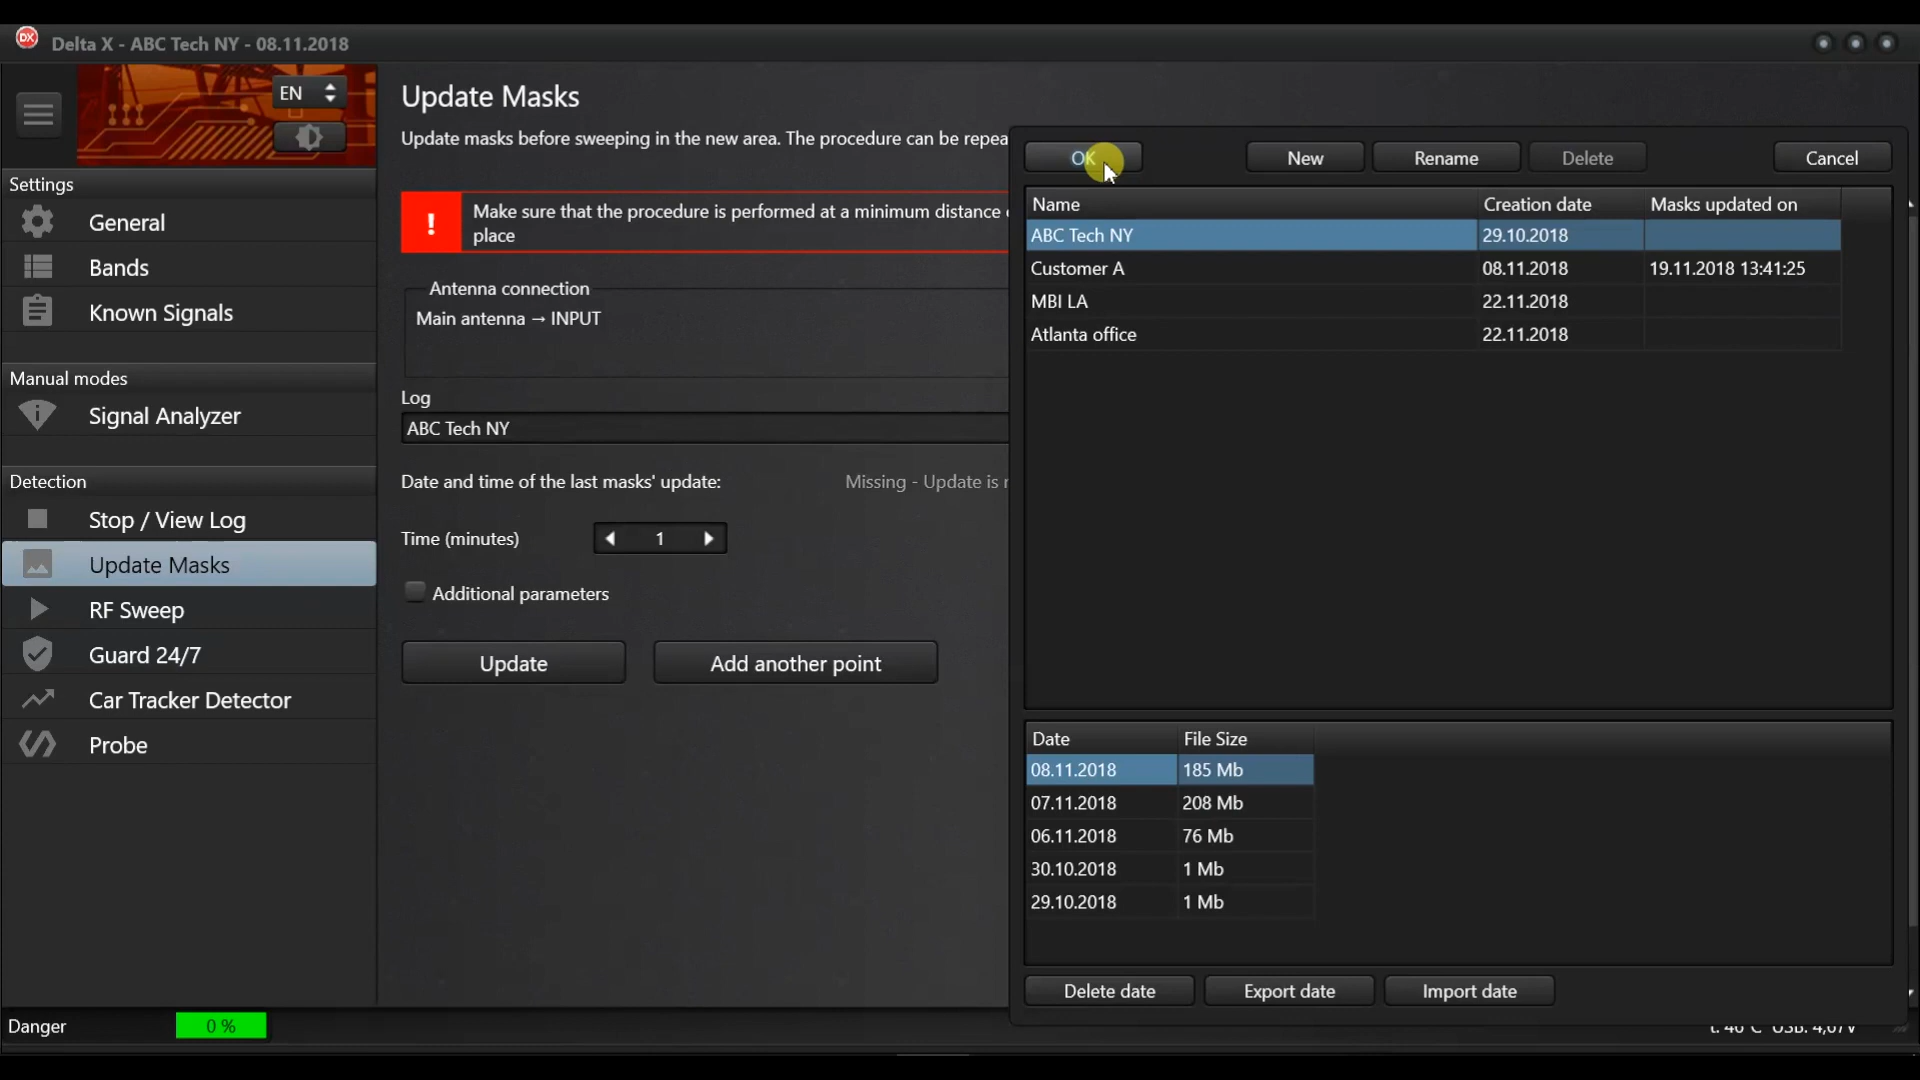 DX Delta X - ABC Tech NY - 08.11.2018
EN
Settings
General
Bands
Known Signals
Manual modes
Signal Analyzer
Detection
Stop / View Log
Update Masks
RF Sweep
Guard 24/7
Car Tracker Detector
Probe
Update Masks
Update masks before sweeping in the new area. The procedure can be repea
! Make sure that the procedure is performed at a minimum distance
place
Antenna connection
Main antenna → INPUT
Log
ABC Tech NY
Date and time of the last masks' update: Missing - Update is
Time (minutes) 1
Additional parameters
Update Add another point
OK New Rename Delete Cancel
Name Creation date Masks updated on
ABC Tech NY 29.10.2018
Customer A 08.11.2018 19.11.2018 13:41:25
MBI LA 22.11.2018
Atlanta office 22.11.2018
Date File Size
08.11.2018 185 Mb
07.11.2018 208 Mb
06.11.2018 76 Mb
30.10.2018 1 Mb
29.10.2018 1 Mb
Delete date Export date Import date
Danger 0 %